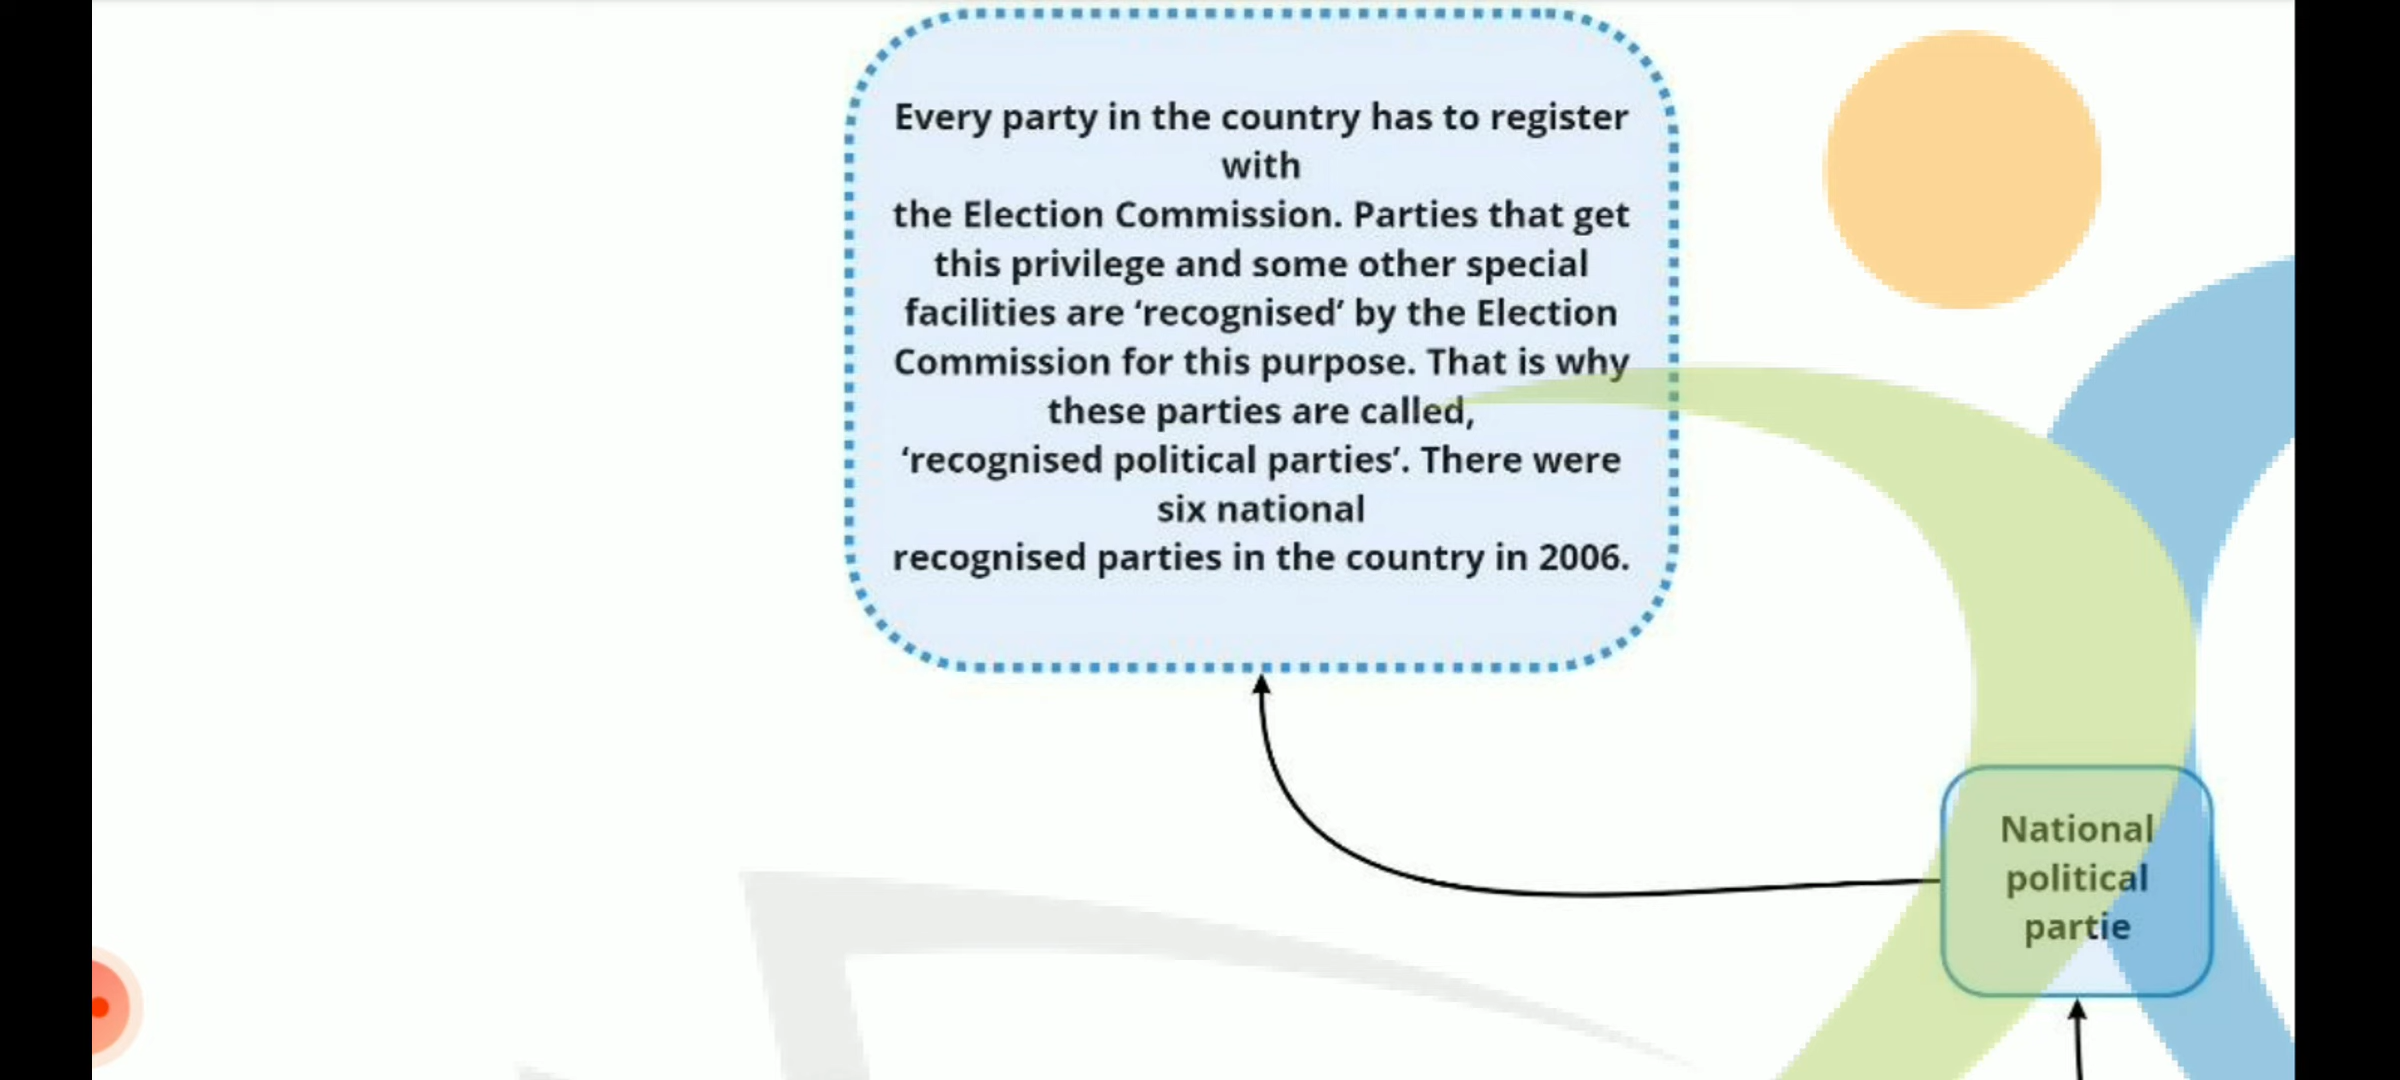 Every party in the country has to register
with
the Election Commission. Parties that get
this privilege and some other special
facilities are ‘recognised’ by the Election
Commission for this purpose. That is why
these parties are called,
‘recognised political parties’. There were
six national
recognised parties in the country in 2006.
National
political
partie